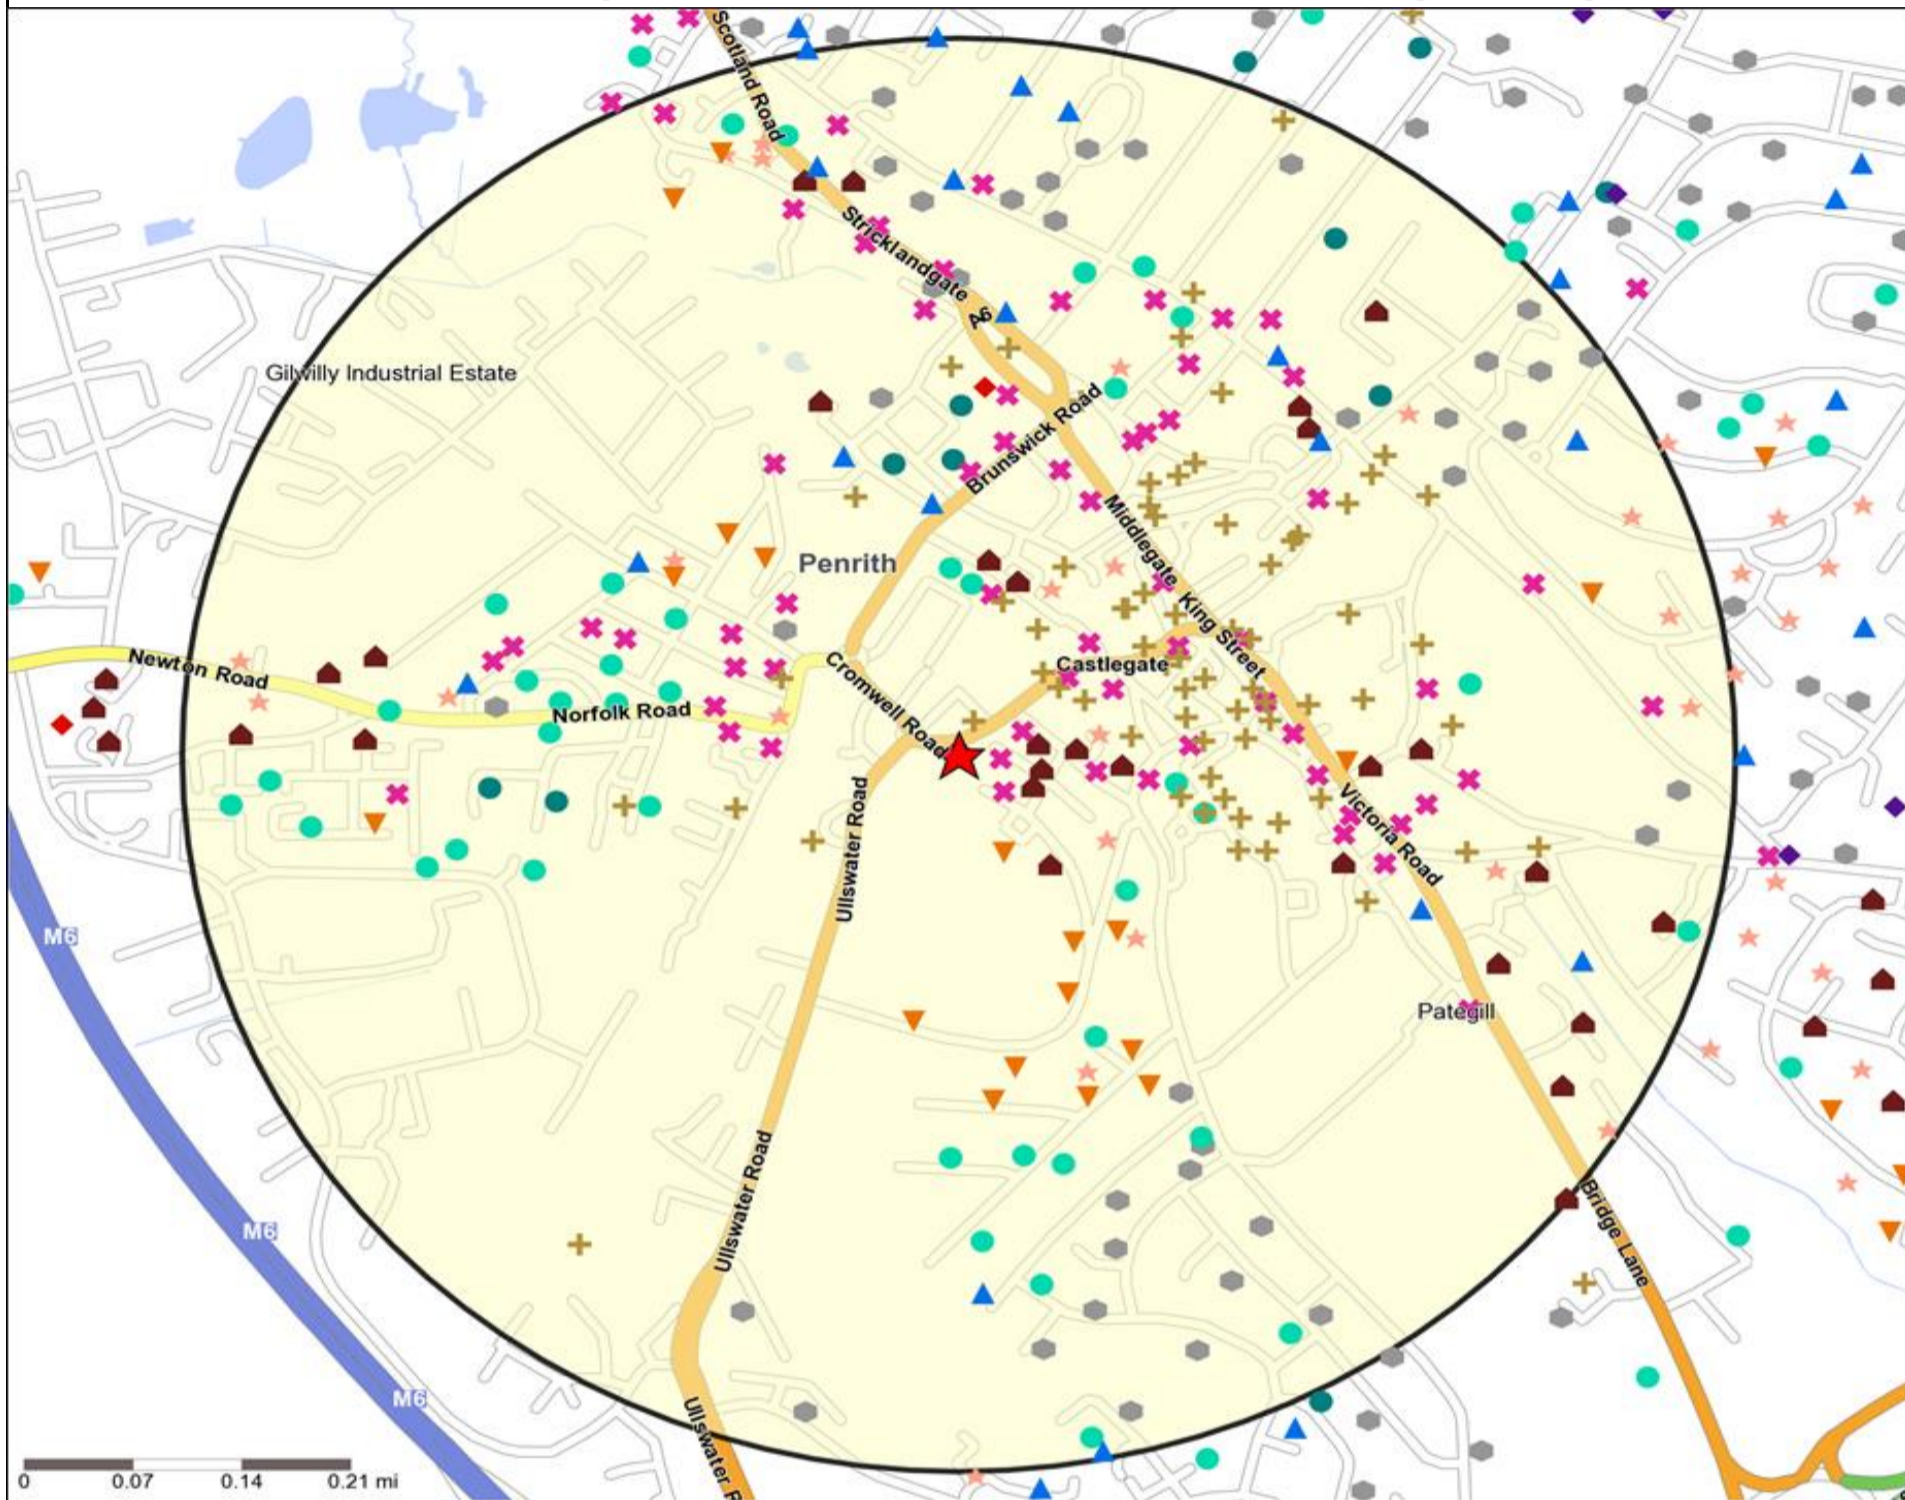 Scotland Road
Stricklandgate
A6
Gilwilly Industrial Estate
Brunswick Road
Middlegate
Penrith
King Street
Newton Road
Cromwell Road
Castlegate
Norfolk Road
Victoria Road
Ullswater Road
M6
Pategill
Ullswater Road
Bridge Lane
M6
M6
Ullswater R
0 0.07 0.14 0.21 mi